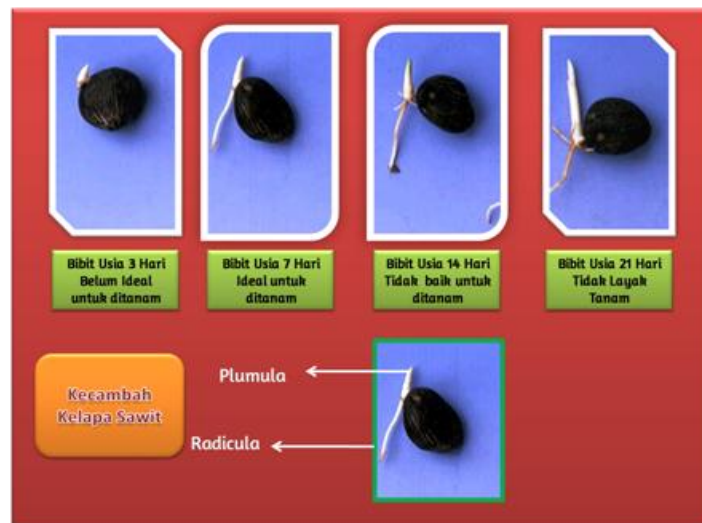 Bibit Usia 3 Hari
Belum Ideal
untuk ditanam
Bibit Usia 7 Hari
Ideal untuk
ditanam
Bibit Usia 14 Hari
Tidak baik untuk
ditanam
Bibit Usia 21 Hari
Tidak Layak
Tanam
Kecambah
Kelapa Sawit
Plumula
Radicula